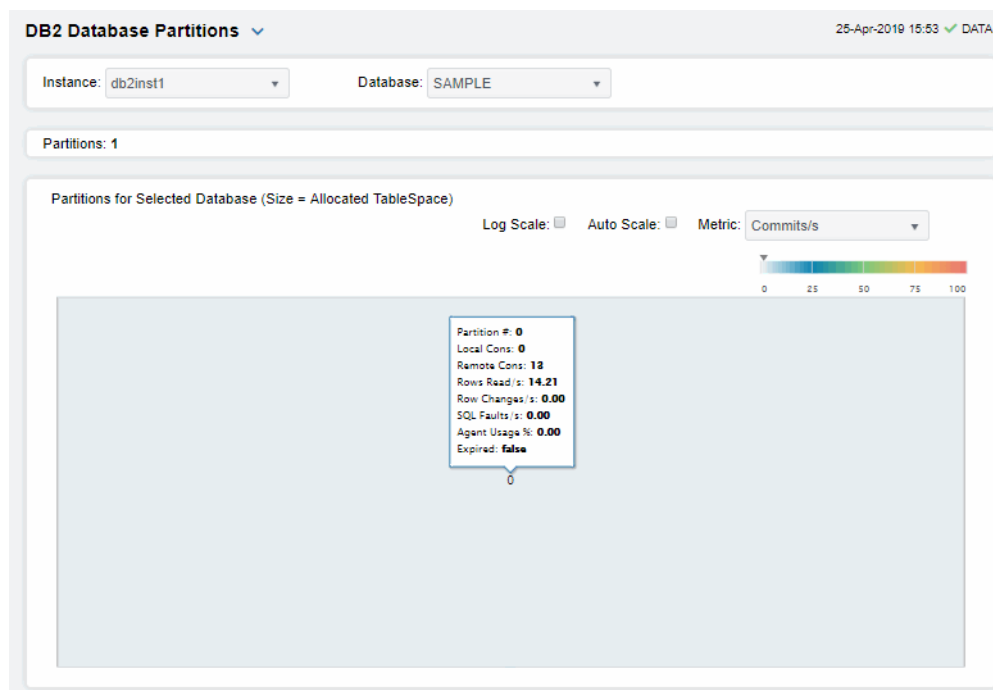 DB2 Database Partitions
25-Apr-2019 15:53 DATA
Instance: db2inst1 Database: SAMPLE
Partitions: 1
Partitions for Selected Database (Size = Allocated TableSpace)
Log Scale: Auto Scale: Metric: Commits/s
0 25 50 75 100
Partition #: 0
Local Cons: 0
Remote Cons: 13
Rows Read/s: 14.21
Row Changes/s: 0.00
SQL Faults/s: 0.00
Agent Usage %: 0.00
Expired: false
0